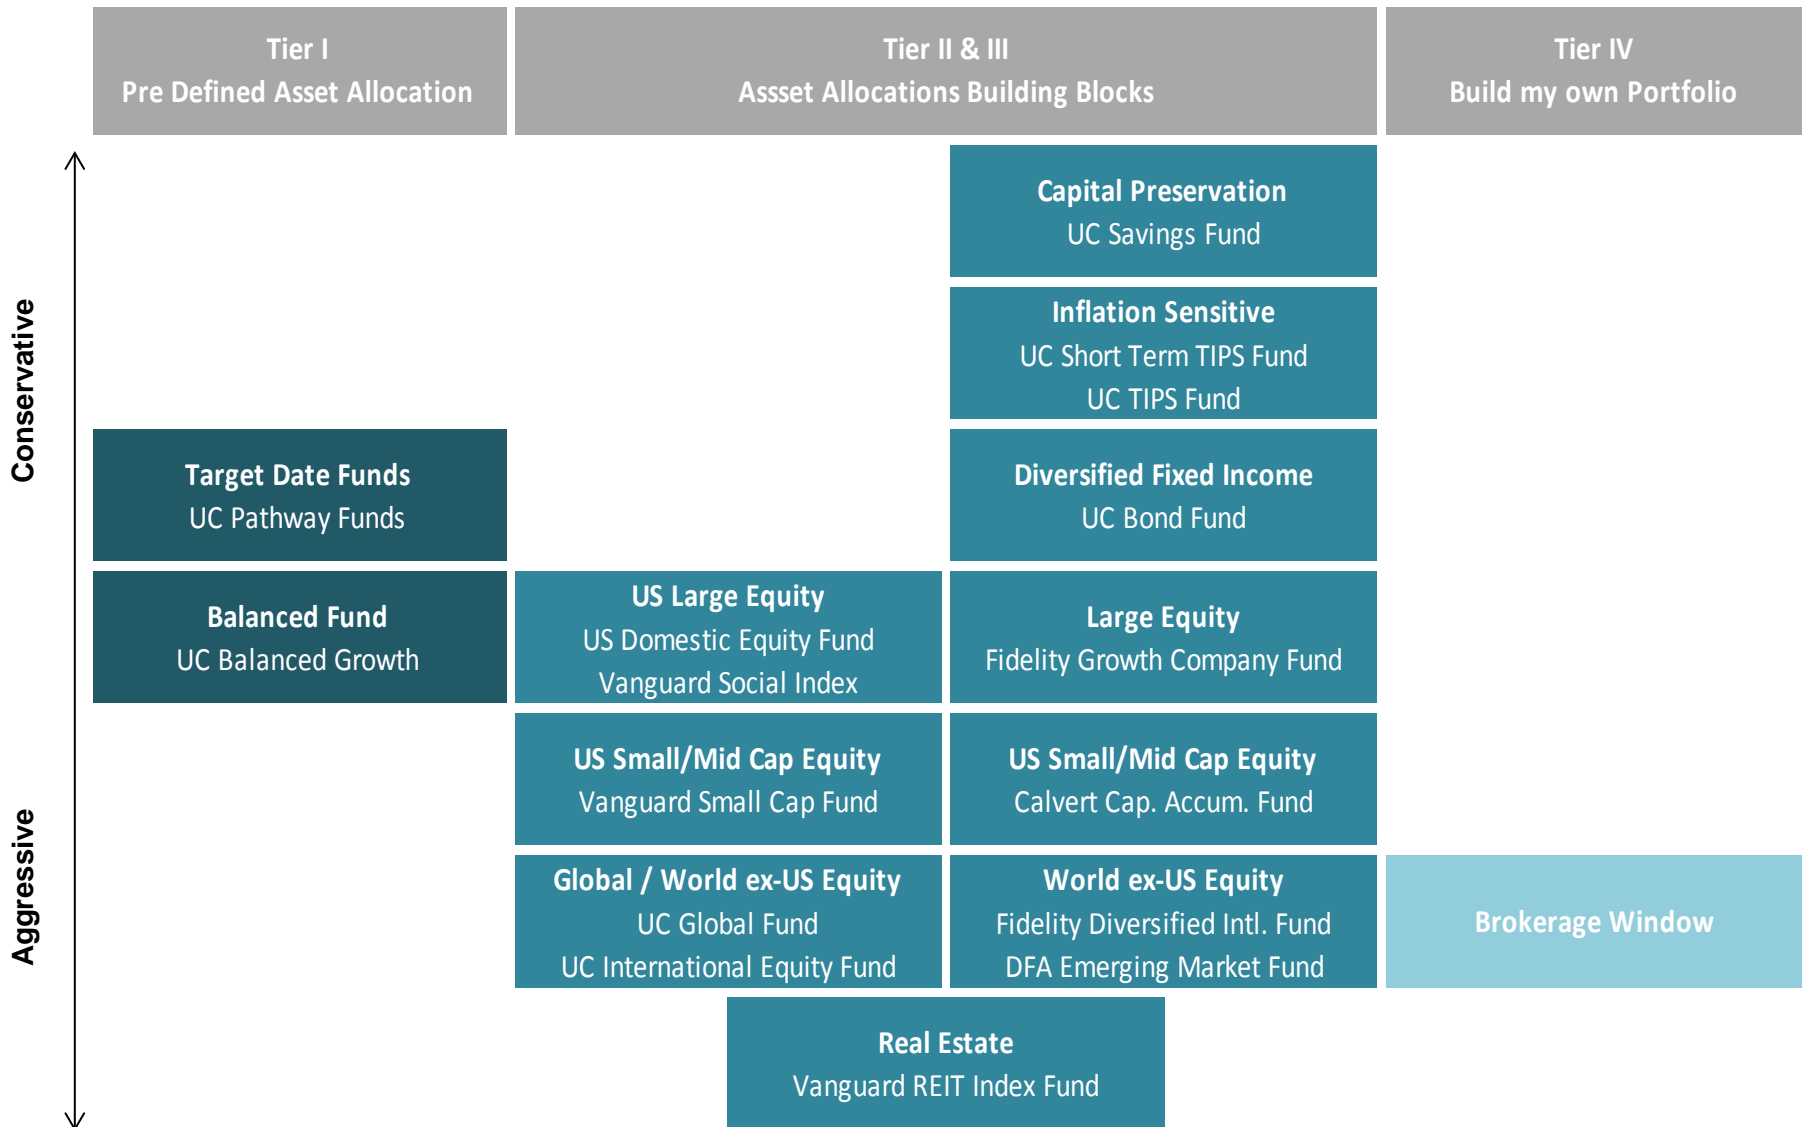 Tier I
Pre Defined Asset Allocation
Tier II & III
Assset Allocations Building Blocks
Tier IV
Build my own Portfolio
Conservative
Aggressive
Capital Preservation
UC Savings Fund
Inflation Sensitive
UC Short Term TIPS Fund
UC TIPS Fund
Target Date Funds
UC Pathway Funds
Diversified Fixed Income
UC Bond Fund
Balanced Fund
UC Balanced Growth
US Large Equity
US Domestic Equity Fund
Vanguard Social Index
Large Equity
Fidelity Growth Company Fund
US Small/Mid Cap Equity
Vanguard Small Cap Fund
US Small/Mid Cap Equity
Calvert Cap. Accum. Fund
Global / World ex-US Equity
UC Global Fund
UC International Equity Fund
World ex-US Equity
Fidelity Diversified Intl. Fund
DFA Emerging Market Fund
Brokerage Window
Real Estate
Vanguard REIT Index Fund